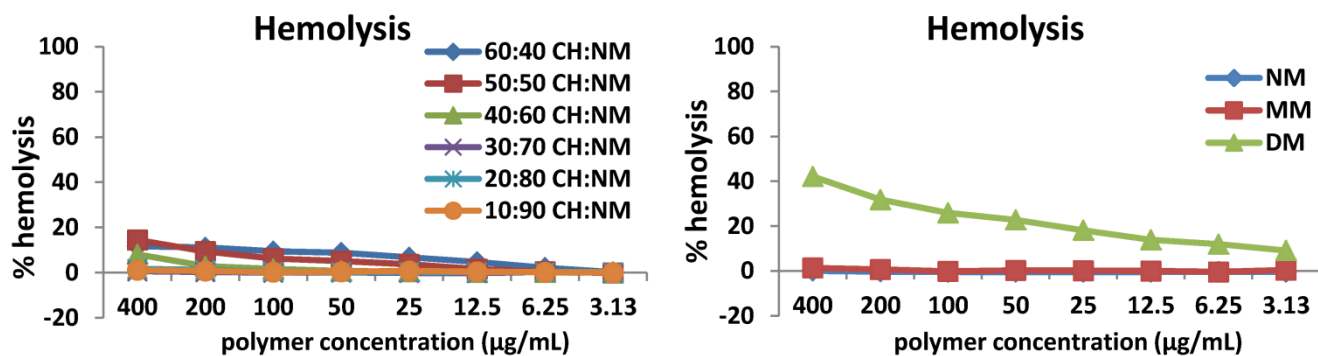 Hemolysis
100
80
60
40
20
0
-20
% hemolysis
60:40 CH:NM
50:50 CH:NM
40:60 CH:NM
30:70 CH:NM
20:80 CH:NM
10:90 CH:NM
400 200 100 50 25 12.5 6.25 3.13
polymer concentration (µg/mL)
Hemolysis
100
80
60
40
20
0
-20
% hemolysis
NM
MM
DM
400 200 100 50 25 12.5 6.25 3.13
polymer concentration (µg/mL)